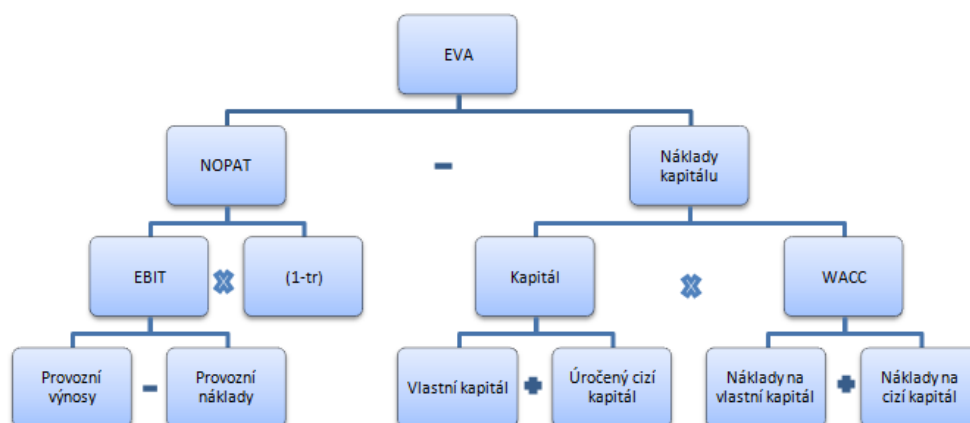 EVA
NOPAT
-
Náklady
kapitálu
EBIT
(1-tr)
Kapitál
WACC
Provozní
výnosy
-
Provozní
náklady
Vlastní kapitál
+
Úročený cizí
kapitál
Náklady na
vlastní kapitál
+
Náklady na
cizí kapitál